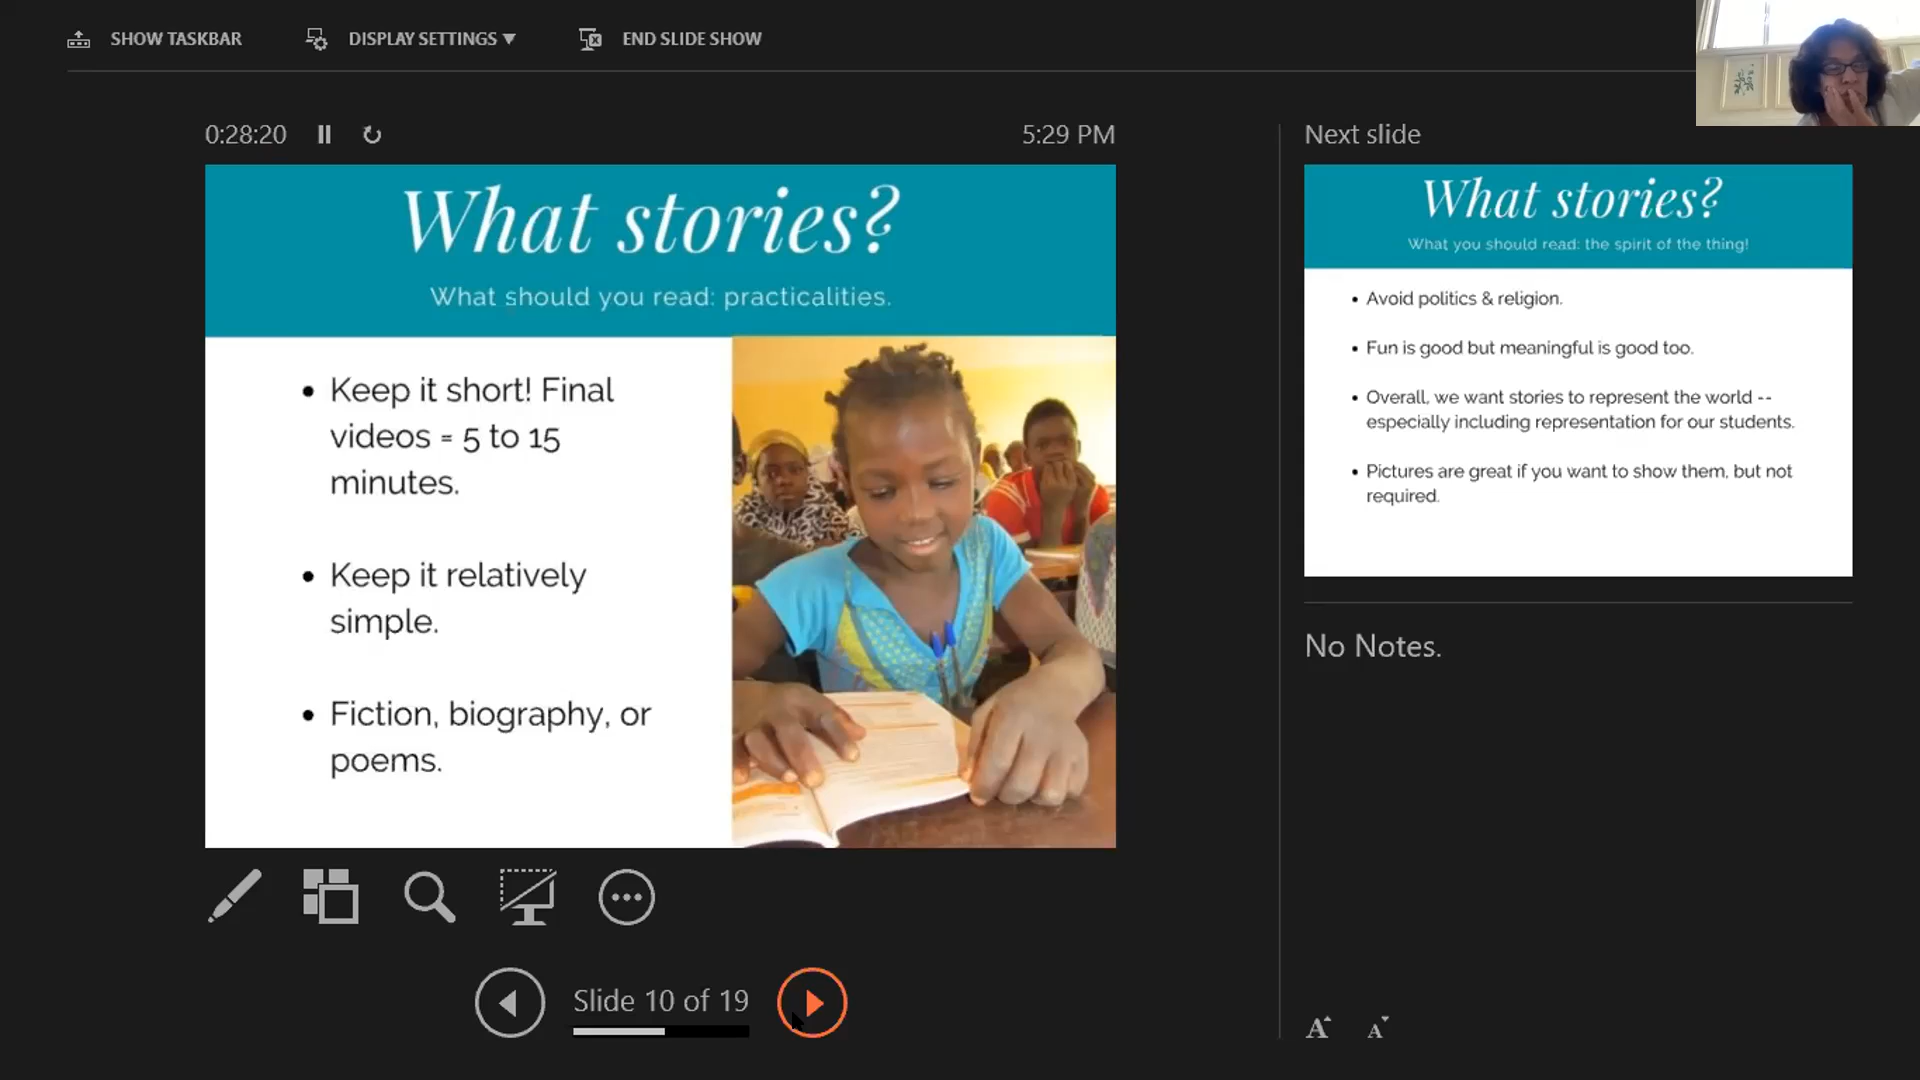 SHOW TASKBAR
DISPLAY SETTINGS
END SLIDE SHOW
0:28:20
5:29 PM
What stories?
What should you read: practicalities.
• Keep it short! Final
videos = 5 to 15
minutes.
• Keep it relatively
simple.
• Fiction, biography, or
poems.
Slide 10 of 19
Next slide
What stories?
What you should read: the spirit of the thing!
• Avoid politics & religion.
• Fun is good but meaningful is good too.
• Overall, we want stories to represent the world --
especially including representation for our students.
• Pictures are great if you want to show them, but not
required.
No Notes.
A A